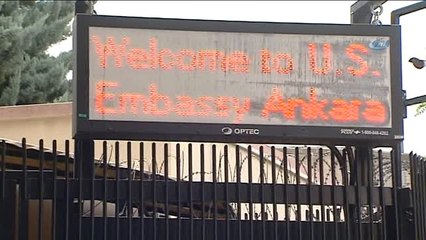 Welcome to U.S.
Embassy Ankara
OPTEC